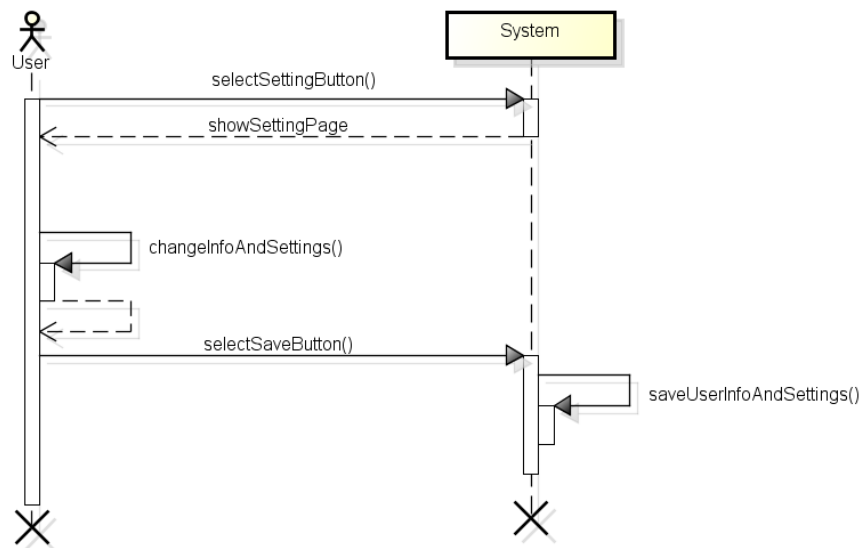 User
System
selectSettingButton()
showSettingPage
changeInfoAndSettings()
selectSaveButton()
saveUserInfoAndSettings()